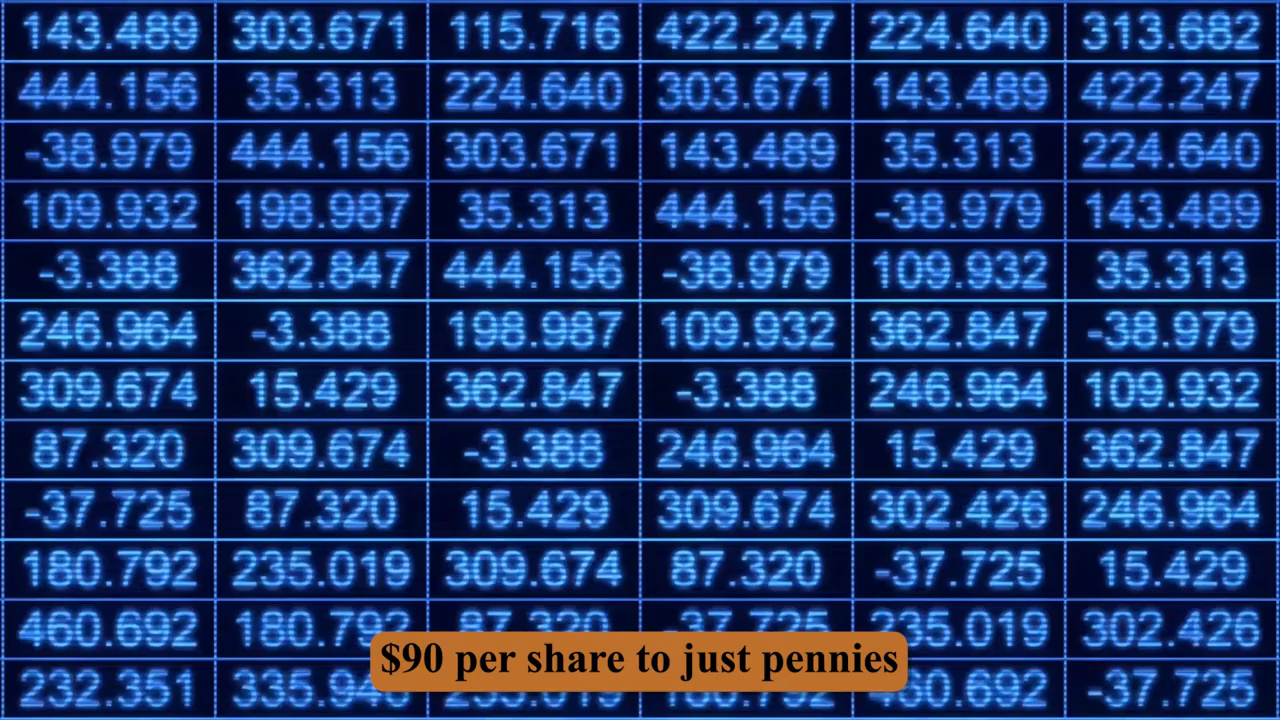 143.489 303.671 115.716 422.247 224.640 313.682
444.156 35.313 224.640 303.671 143.489 422.247
-38.979 444.156 303.671 143.489 35.313 224.640
109.932 198.987 35.313 444.156 -38.979 143.489
-3.388 362.847 444.156 -38.979 109.932 35.313
246.964 -3.388 198.987 109.932 362.847 -38.979
309.674 15.429 362.847 -3.388 246.964 109.932
87.320 309.674 -3.388 246.964 15.429 362.847
-37.725 87.320 15.429 309.674 302.426 246.964
180.792 235.019 309.674 87.320 -37.725 15.429
460.692 180.792 87.320 -37.725 235.019 302.426
$90 per share to just pennies
232.351 -37.725